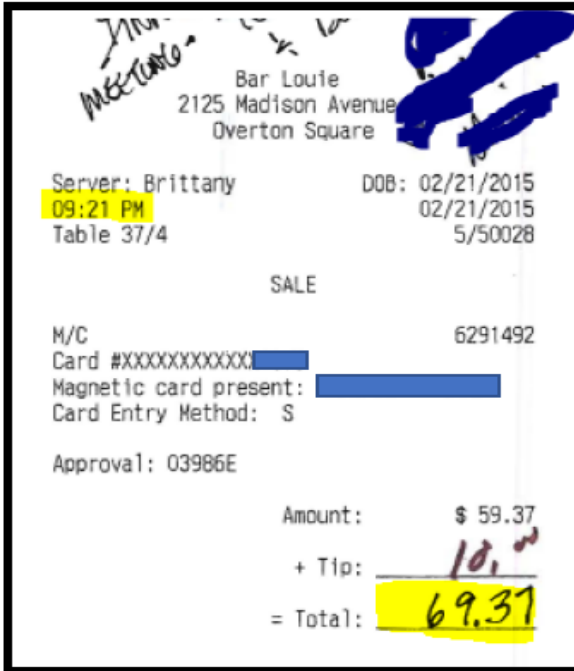 MEETING-
Bar Louie
2125 Madison Avenue
Overton Square
Server: Brittany DOB: 02/21/2015
09:21 PM 02/21/2015
Table 37/4 5/50028
SALE
M/C 6291492
Card #XXXXXXXXXXXX
Magnetic card present:
Card Entry Method: S
Approval: 03986E
Amount: $ 59.37
+ Tip: 10.00
= Total: 69.37